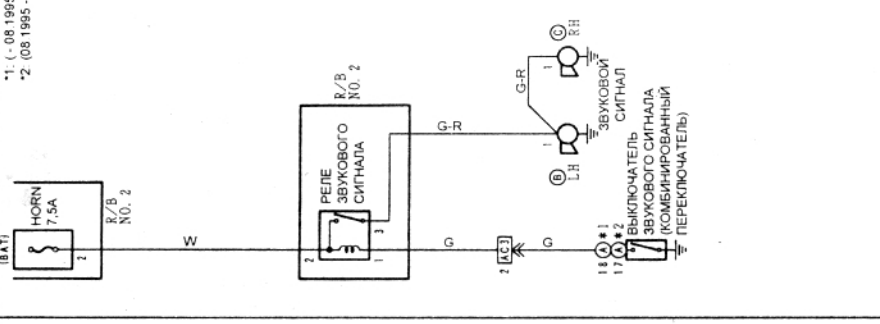 *1: ( - 08.1995
*2: (08.1995 -
(BAT)
HORN
7,5A
2
R/B
NO. 2
W
R/B
NO. 2
РЕЛЕ
ЗВУКОВОГО
СИГНАЛА
2
1
3
G-R
G-R
G
2
AC3
G
18 A *1
17 A *2
ВЫКЛЮЧАТЕЛЬ
ЗВУКОВОГО СИГНАЛА
(КОМБИНИРОВАННЫЙ
ПЕРЕКЛЮЧАТЕЛЬ)
1
B
LH
1
C
RH
ЗВУКОВОЙ
СИГНАЛ